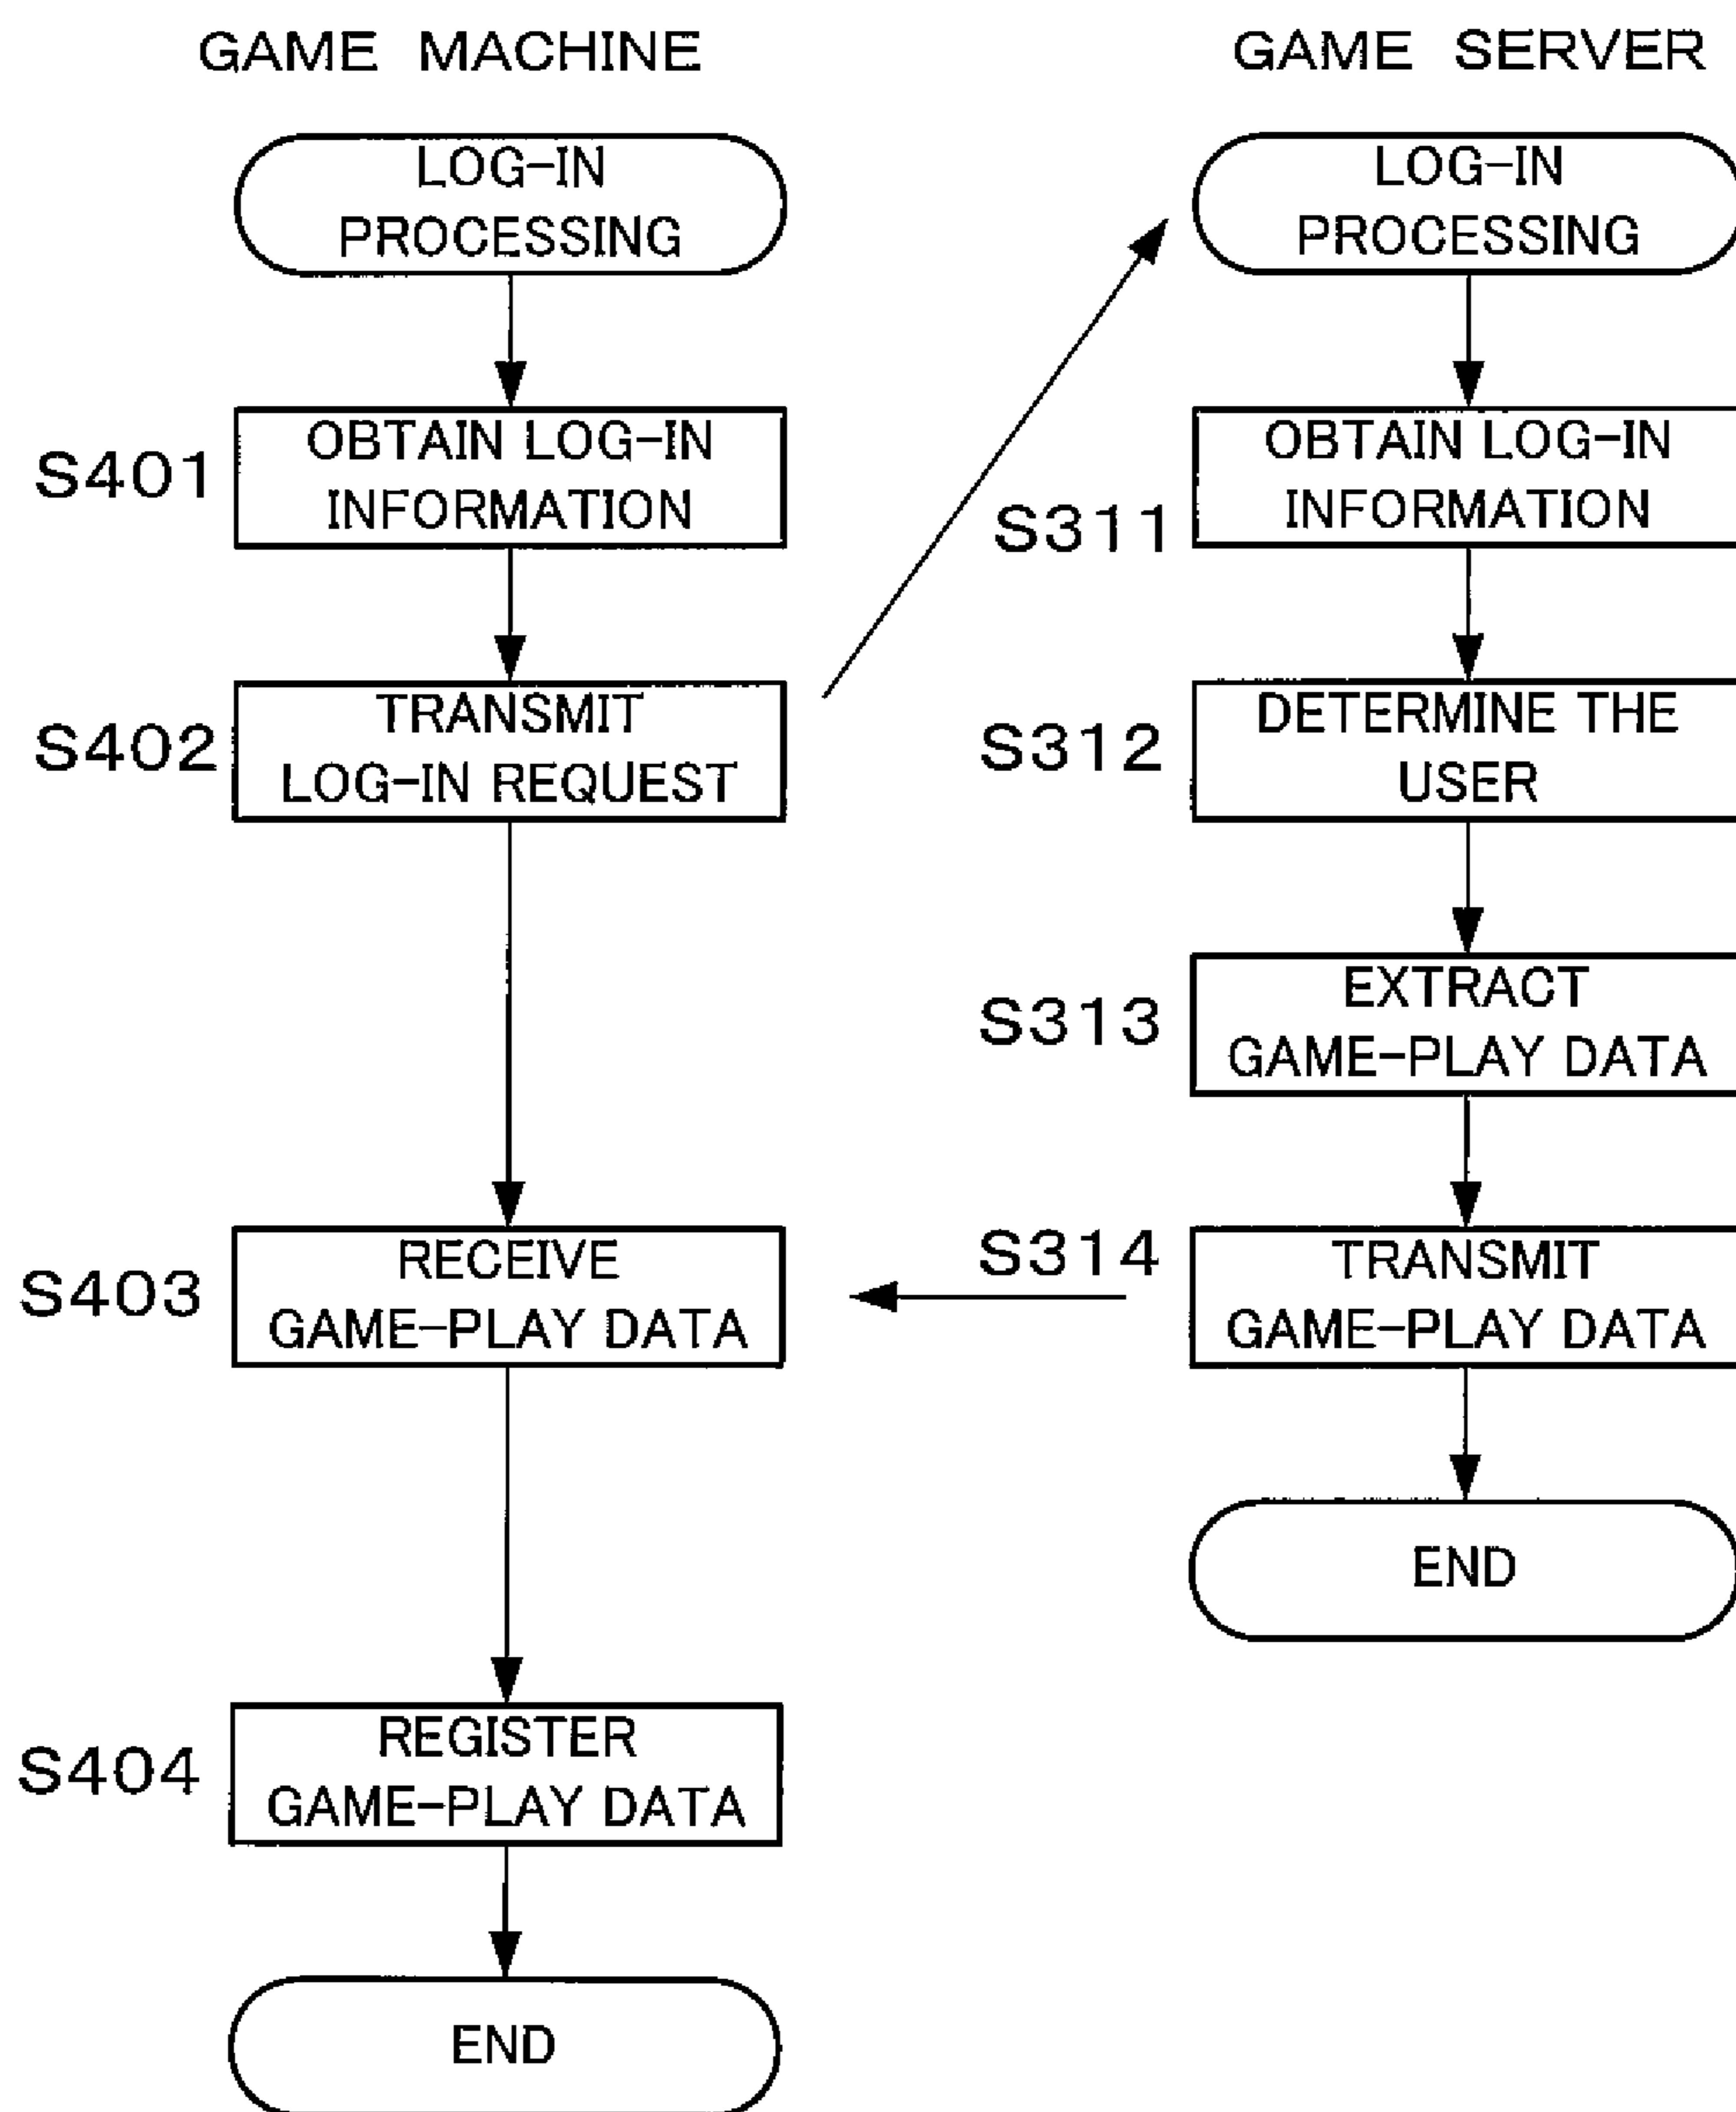 GAME MACHINE
LOG-IN
PROCESSING
S401
OBTAIN LOG-IN
INFORMATION
S402
TRANSMIT
LOG-IN REQUEST
S403
RECEIVE
GAME-PLAY DATA
S404
REGISTER
GAME-PLAY DATA
END
GAME SERVER
LOG-IN
PROCESSING
S311
OBTAIN LOG-IN
INFORMATION
S312
DETERMINE THE
USER
S313
EXTRACT
GAME-PLAY DATA
S314
TRANSMIT
GAME-PLAY DATA
END